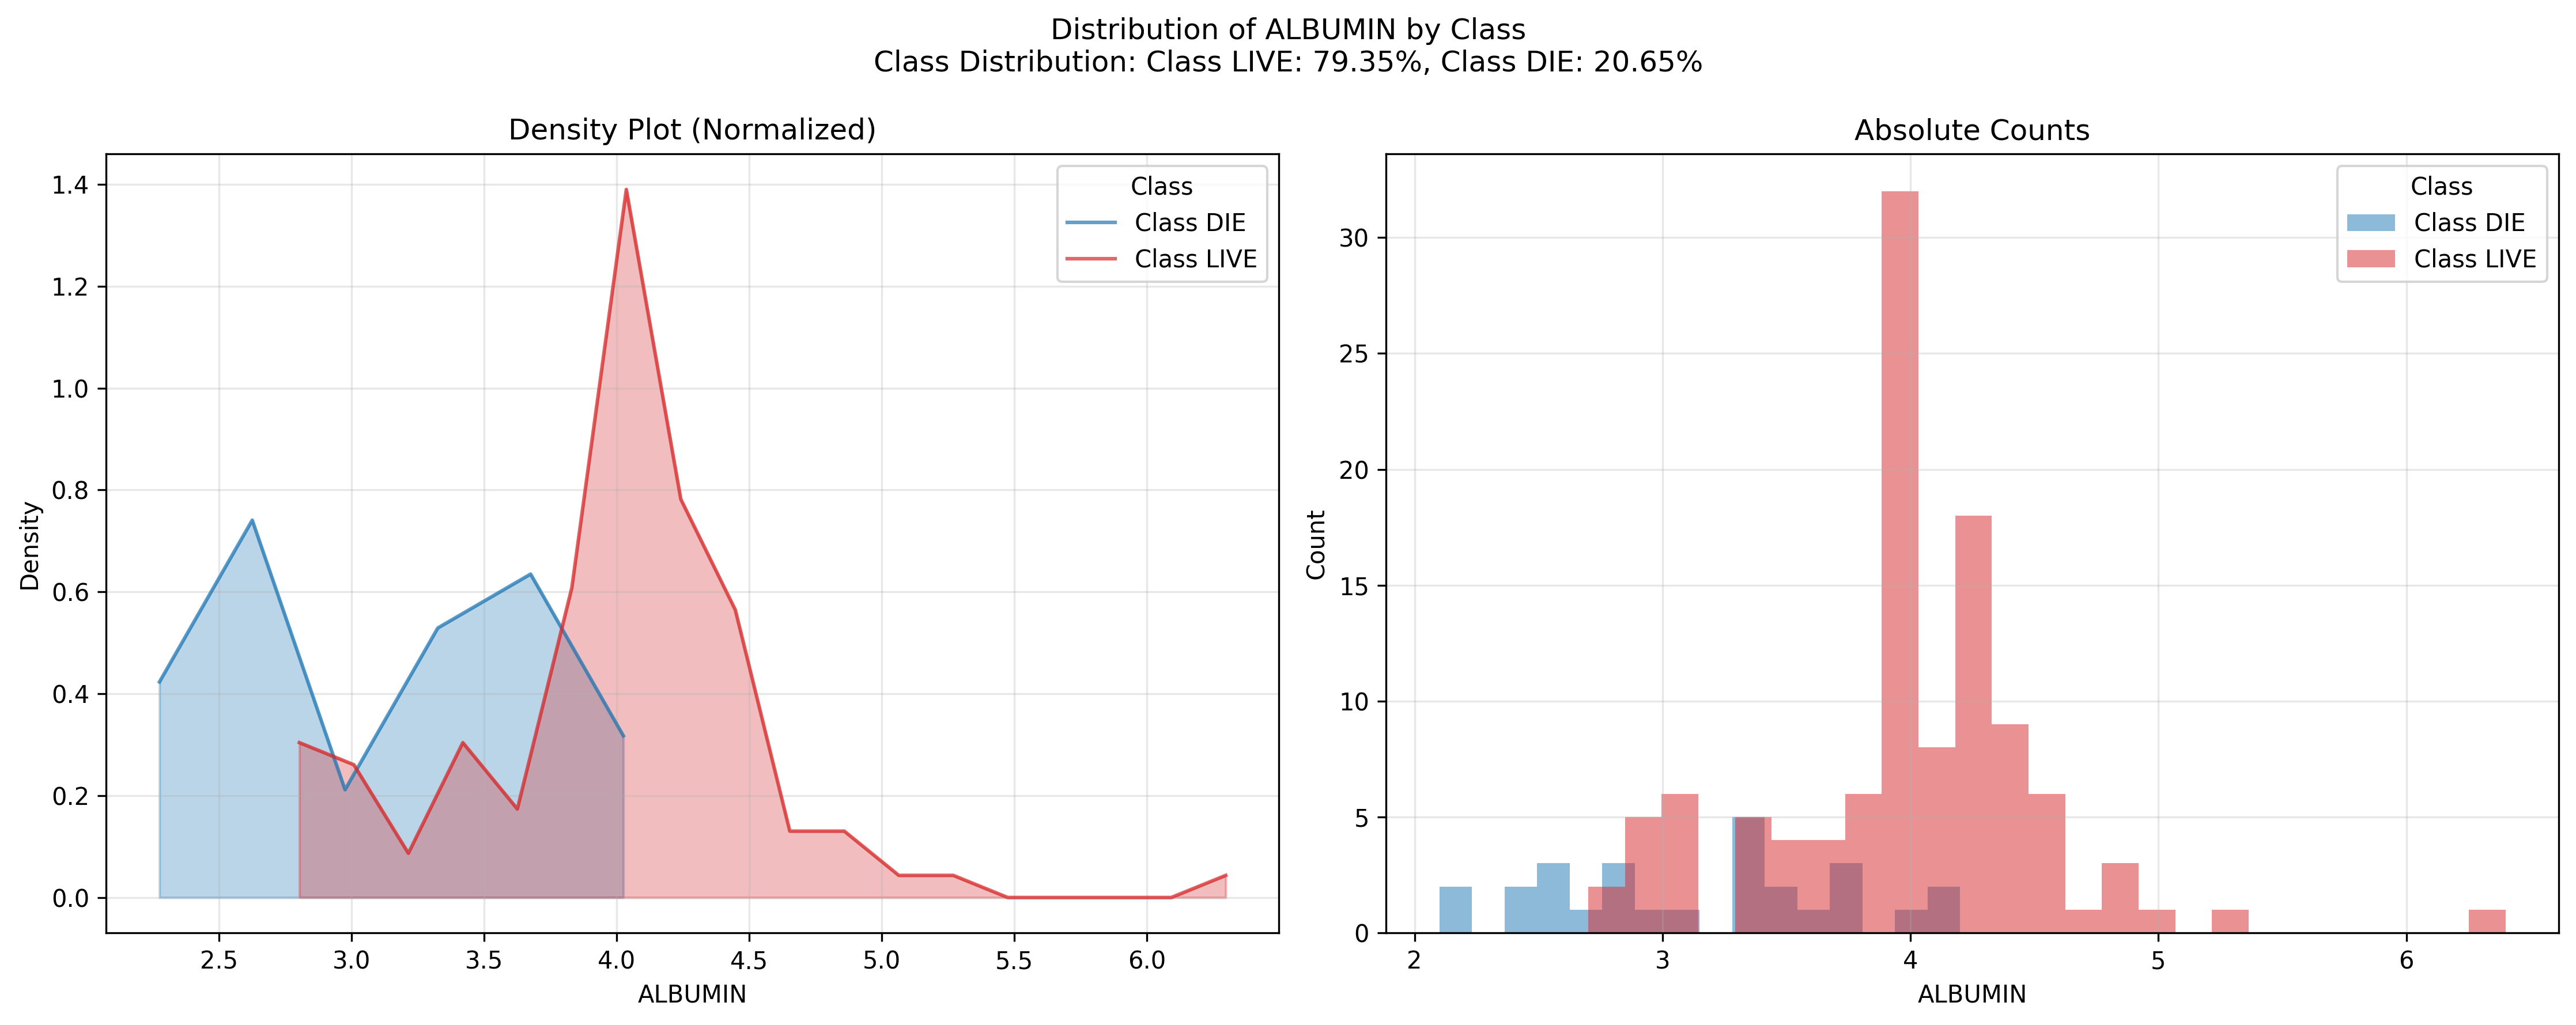 Distribution of ALBUMIN by Class
Class Distribution: Class LIVE: 79.35%, Class DIE: 20.65%
Density Plot (Normalized)
1.4
1.2
1.0
0.8
0.6
0.4
0.2
0.0
Density
2.5 3.0 3.5 4.0 4.5 5.0 5.5 6.0
ALBUMIN
Class
Class DIE
Class LIVE
Absolute Counts
30
25
20
15
10
5
0
Count
2 3 4 5 6
ALBUMIN
Class
Class DIE
Class LIVE